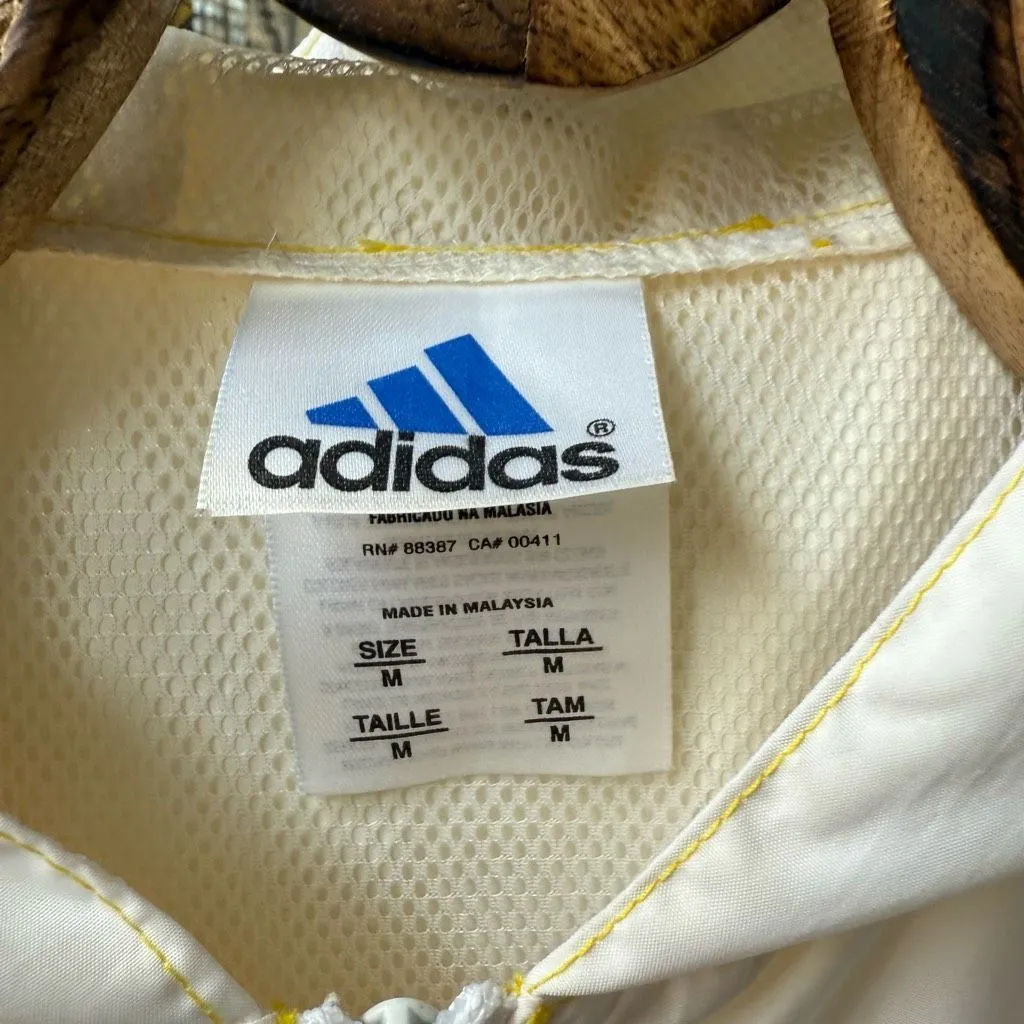 adidas®
FABRICADO NA MALASIA
RN# 88387 CA# 00411
MADE IN MALAYSIA
SIZE TALLA
M M
TAILLE TAM
M M